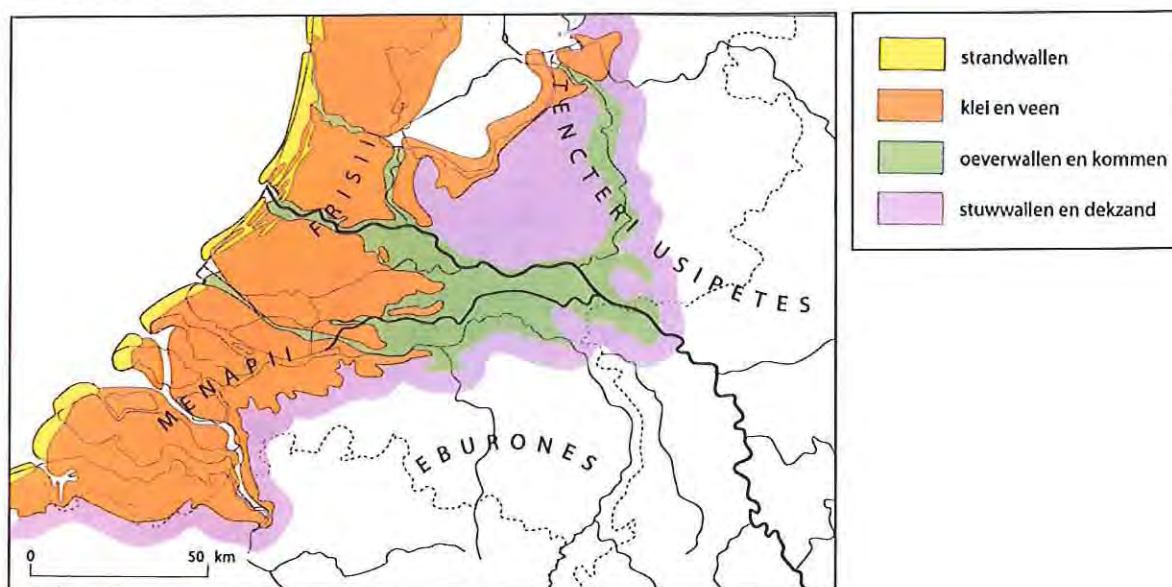 FRISII
TENCTERI
USIPETES
MENAPII
EBURONES
0 50 km
strandwallen
klei en veen
oeverwallen en kommen
stuwwallen en dekzand